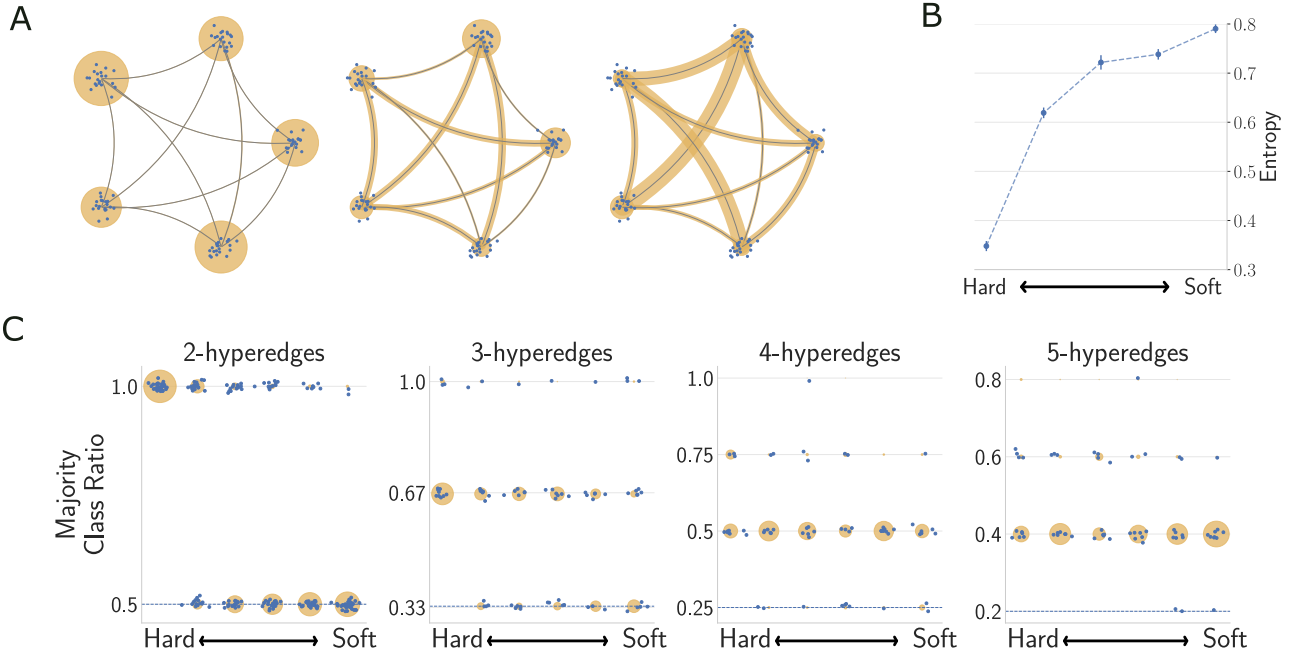 A
B
0.8
0.7
0.6
0.5
0.4
0.3
Entropy
Hard
Soft
C
Majority
Class Ratio
2-hyperedges
1.0
0.5
Hard
Soft
3-hyperedges
1.0
0.67
0.33
Hard
Soft
4-hyperedges
1.0
0.75
0.5
0.25
Hard
Soft
5-hyperedges
0.8
0.6
0.4
0.2
Hard
Soft